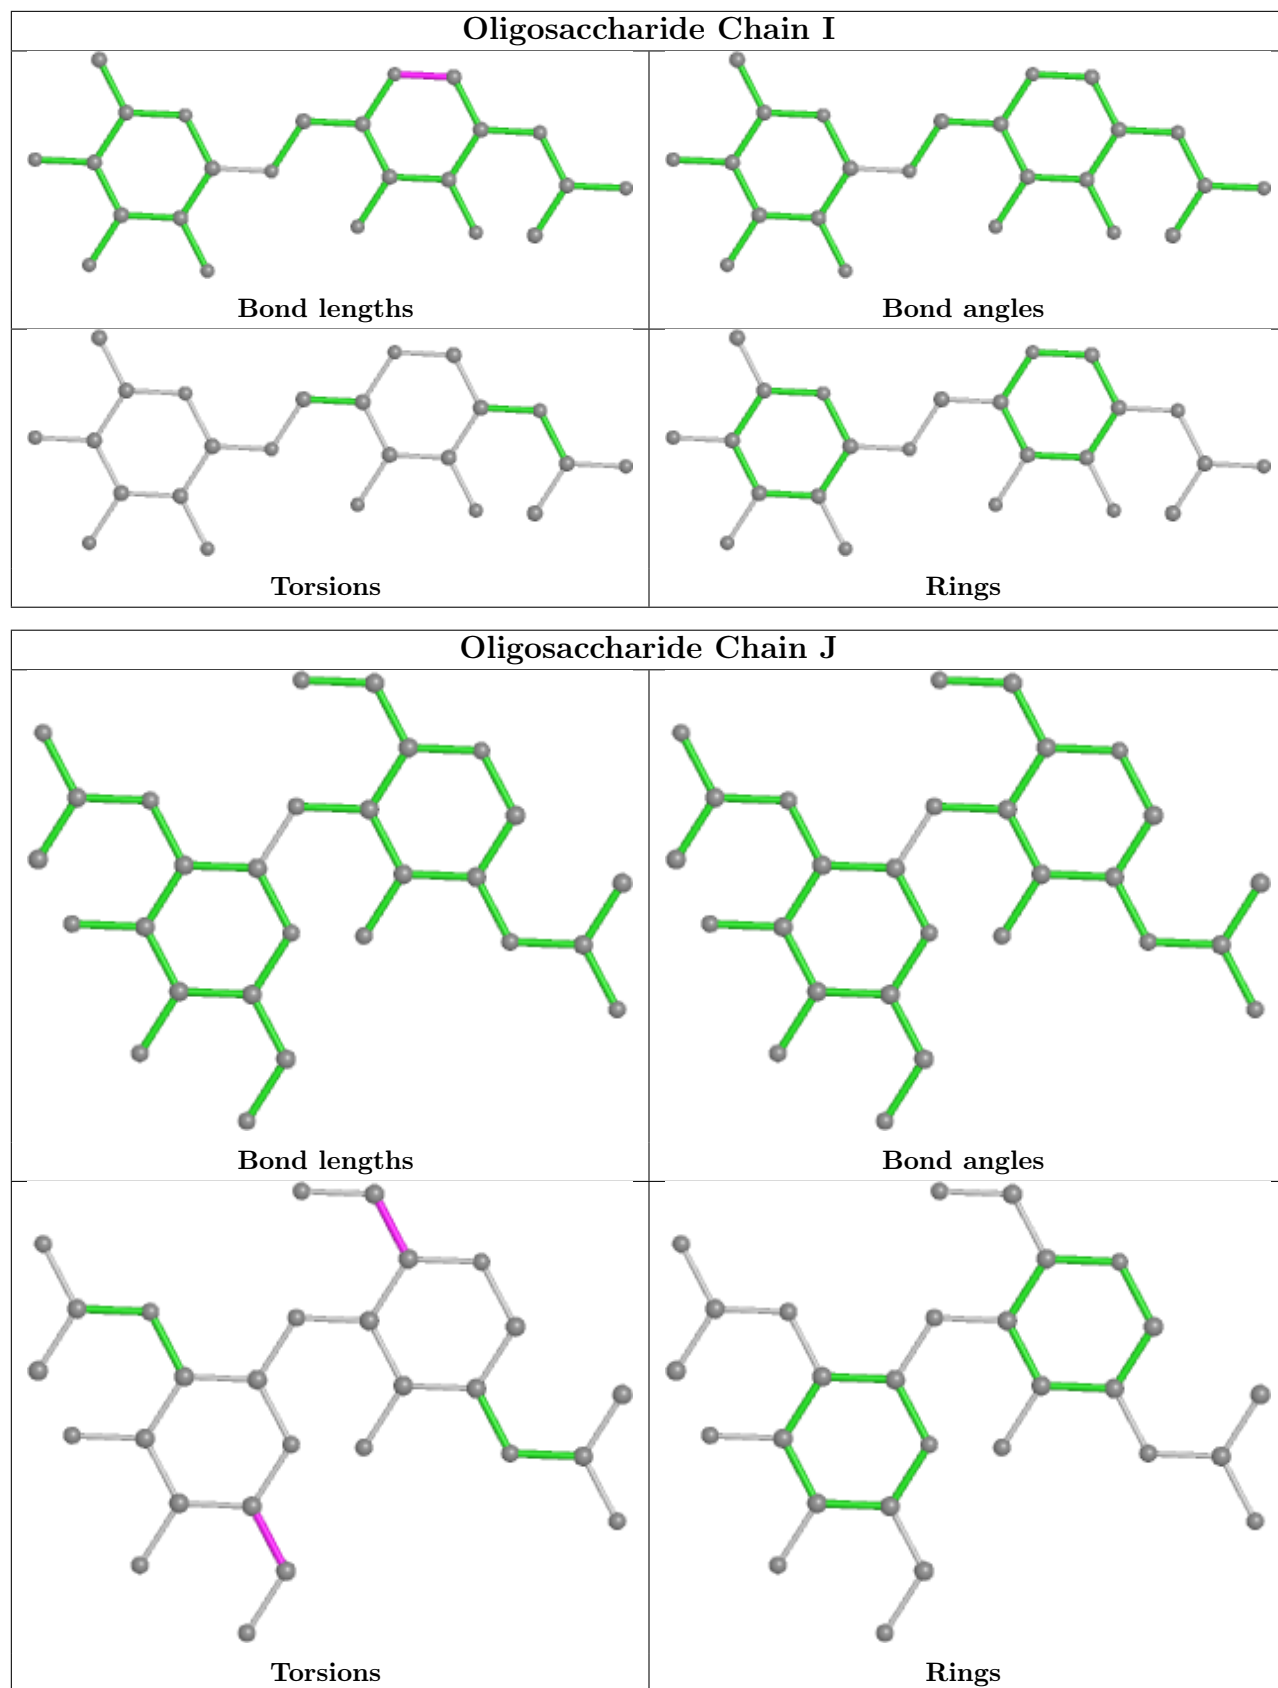 Oligosaccharide Chain I
Bond lengths
Bond angles
Torsions
Rings
Oligosaccharide Chain J
Bond lengths
Bond angles
Torsions
Rings